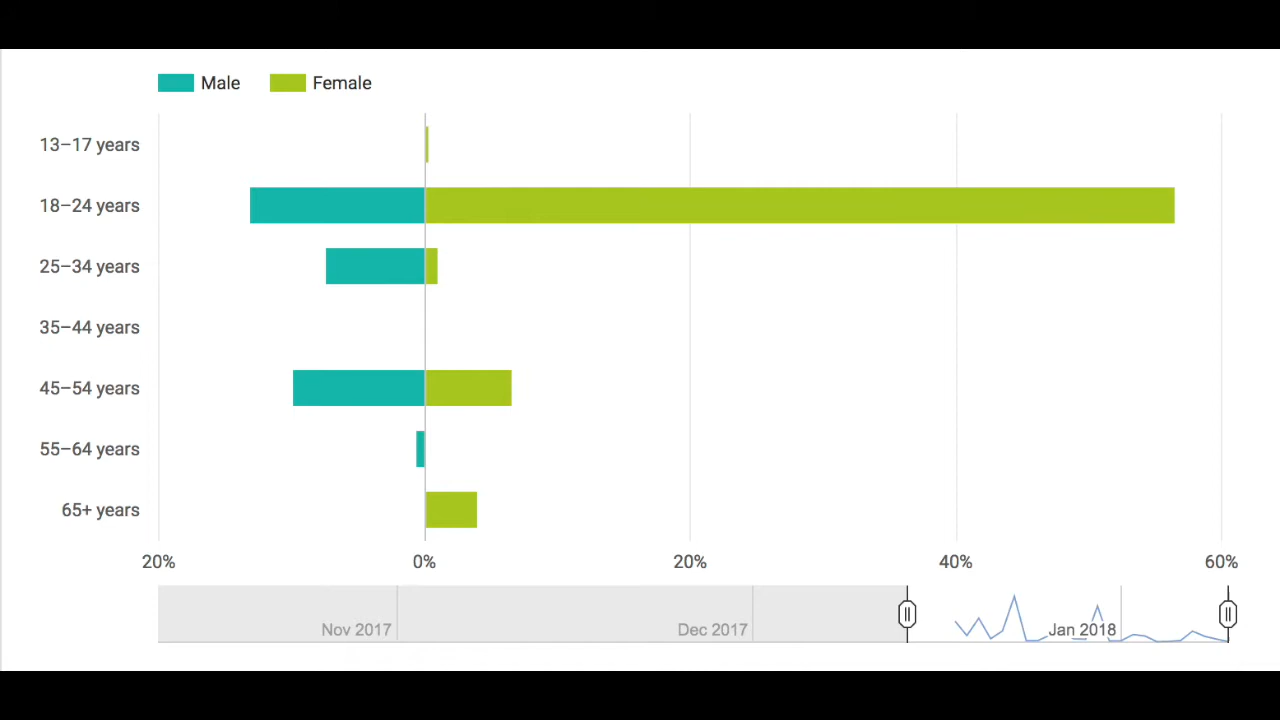 Male Female
13–17 years
18–24 years
25–34 years
35–44 years
45–54 years
55–64 years
65+ years
20% 0% 20% 40% 60%
Nov 2017 Dec 2017 Jan 2018